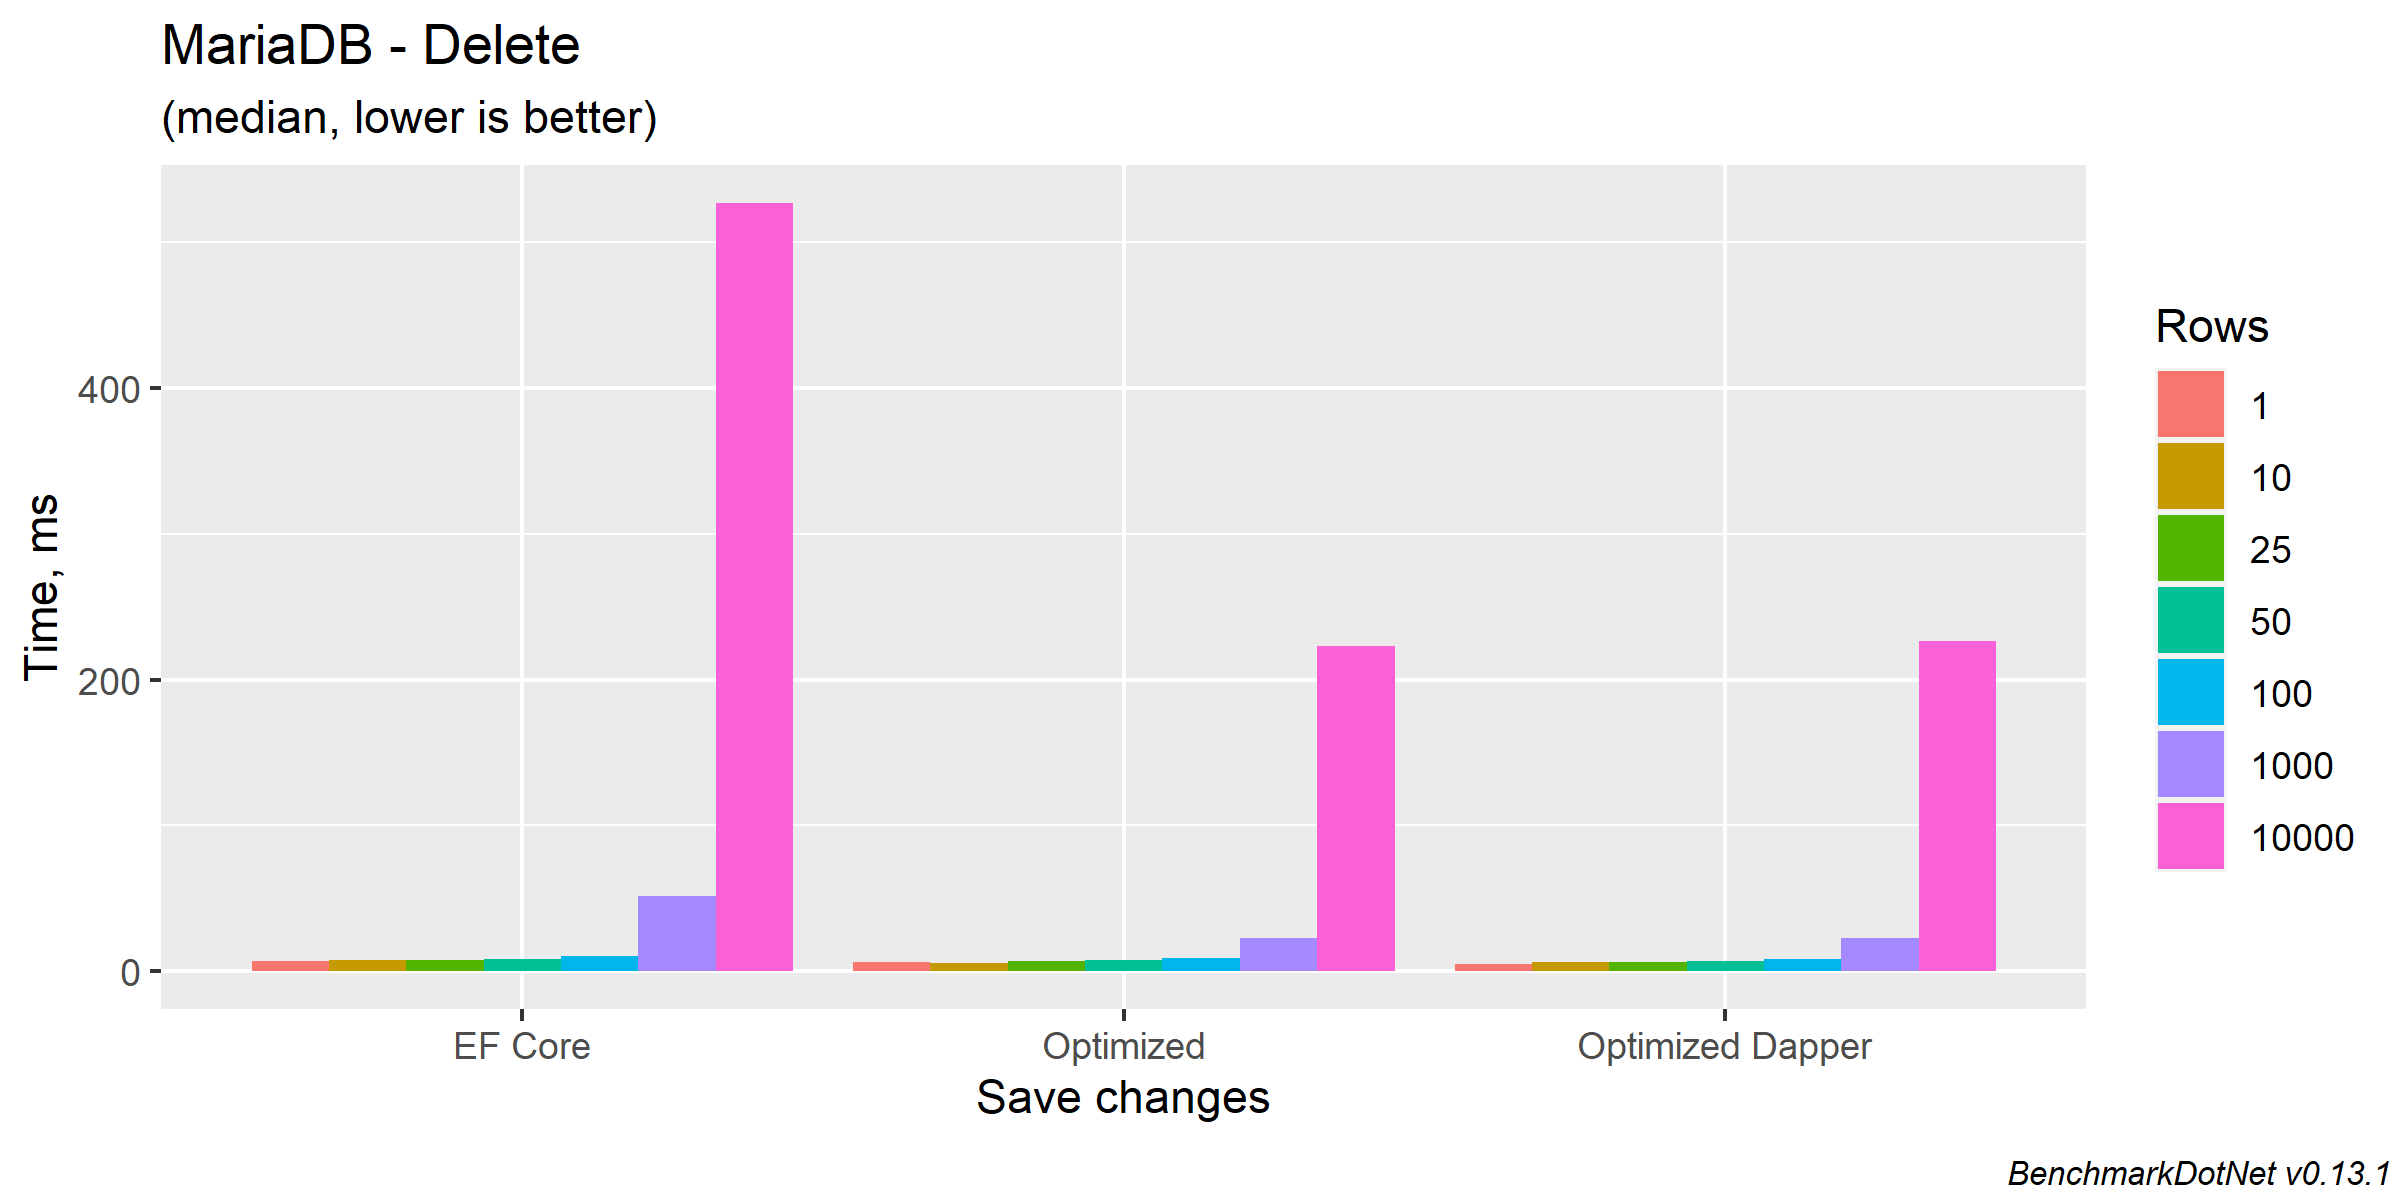 MariaDB - Delete
(median, lower is better)
Time, ms
400
200
0
EF Core
Optimized
Optimized Dapper
Save changes
Rows
1
10
25
50
100
1000
10000
BenchmarkDotNet v0.13.1